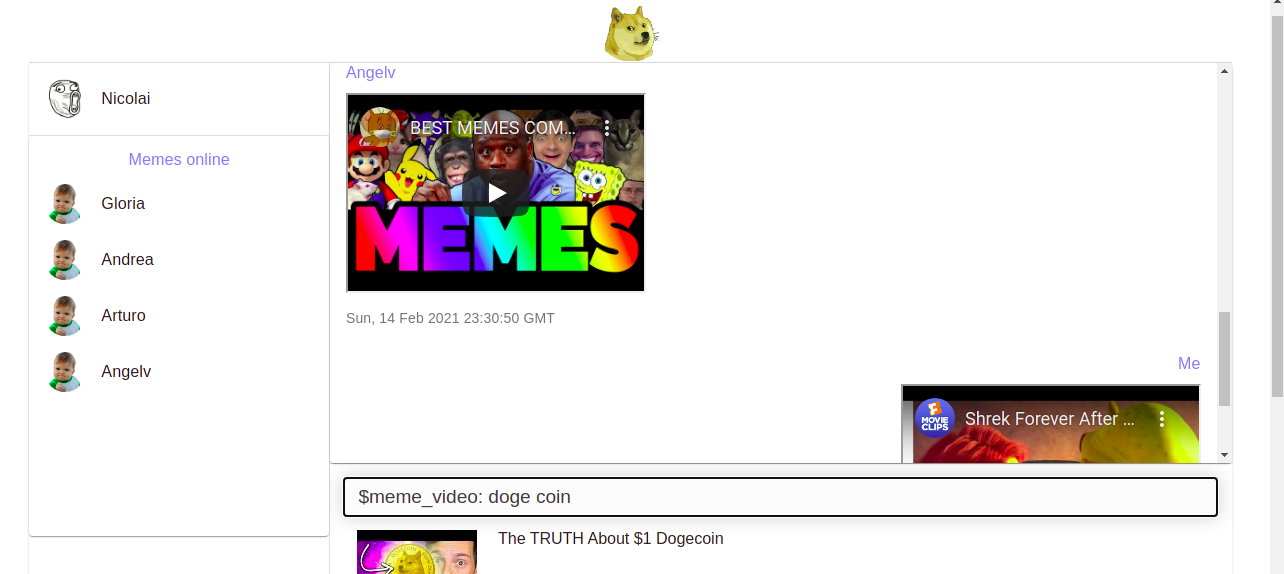 Nicolai
Memes online
Gloria
Andrea
Arturo
Angelv
Angelv
BEST MEMES COM...
MEMES
Sun, 14 Feb 2021 23:30:50 GMT
Me
MOVIE
CLIPS
Shrek Forever After ...
$meme_video: doge coin
The TRUTH About $1 Dogecoin